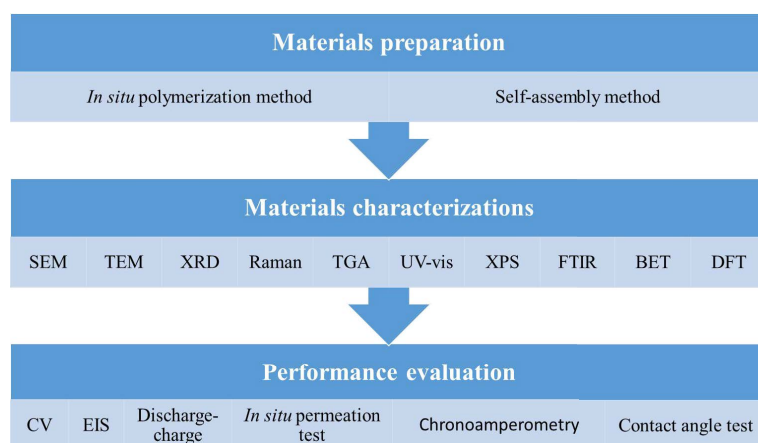 Materials preparation
In situ polymerization method Self-assembly method
Materials characterizations
SEM TEM XRD Raman TGA UV-vis XPS FTIR BET DFT
Performance evaluation
CV EIS Discharge- In situ permeation Chronoamperometry Contact angle test
charge test